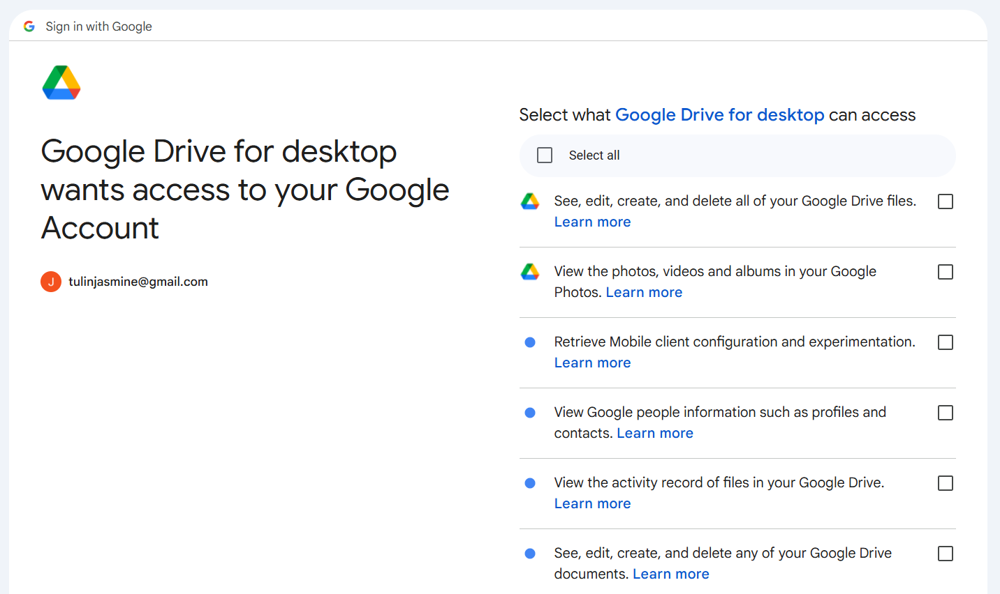 Sign in with Google
Google Drive for desktop
wants access to your Google
Account
J
tulinjasmine@gmail.com
Select what Google Drive for desktop can access
Select all
See, edit, create, and delete all of your Google Drive files.
Learn more
View the photos, videos and albums in your Google
Photos. Learn more
Retrieve Mobile client configuration and experimentation.
Learn more
View Google people information such as profiles and
contacts. Learn more
View the activity record of files in your Google Drive.
Learn more
See, edit, create, and delete any of your Google Drive
documents. Learn more